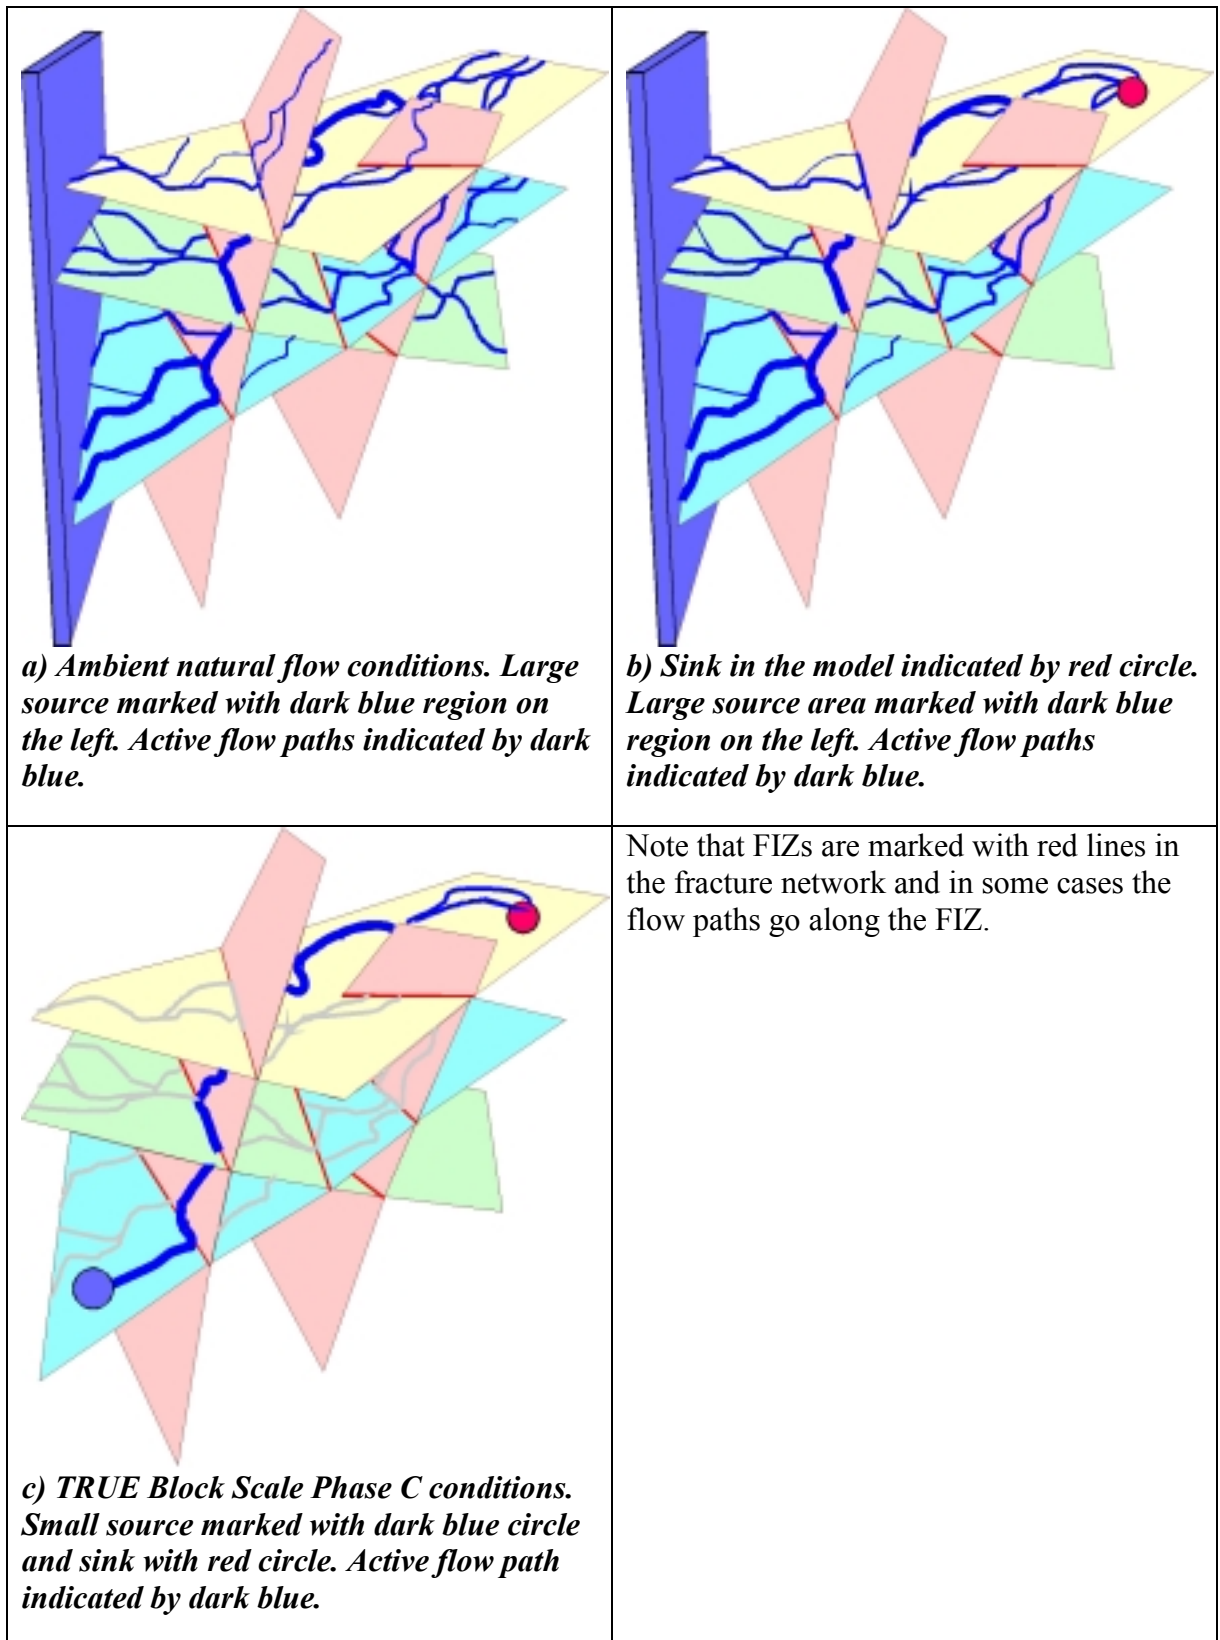 a) Ambient natural flow conditions. Large
source marked with dark blue region on
the left. Active flow paths indicated by dark
blue.
b) Sink in the model indicated by red circle.
Large source area marked with dark blue
region on the left. Active flow paths
indicated by dark blue.
c) TRUE Block Scale Phase C conditions.
Small source marked with dark blue circle
and sink with red circle. Active flow path
indicated by dark blue.
Note that FIZs are marked with red lines in
the fracture network and in some cases the
flow paths go along the FIZ.